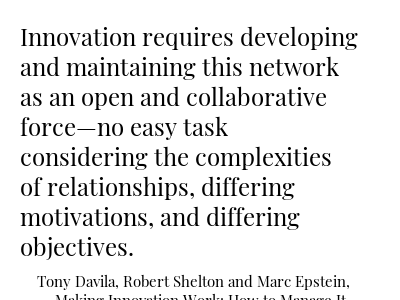 Innovation requires developing
and maintaining this network
as an open and collaborative
force—no easy task
considering the complexities
of relationships, differing
motivations, and differing
objectives.
Tony Davila, Robert Shelton and Marc Epstein,
Making Innovation Work: How to Manage It,